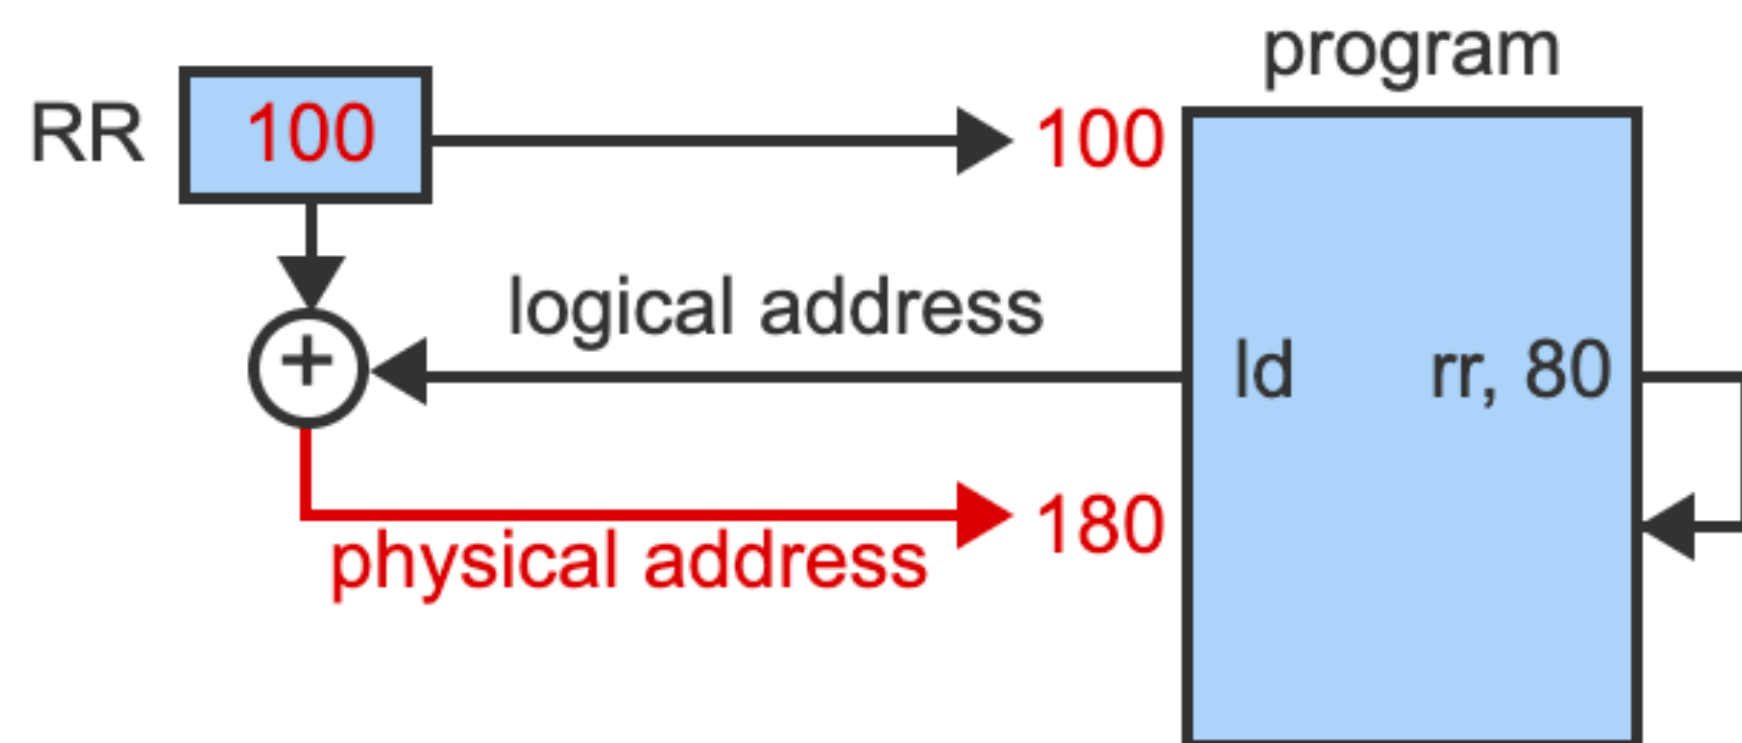 program
RR 100 100
logical address
ld rr, 80
+
physical address 180